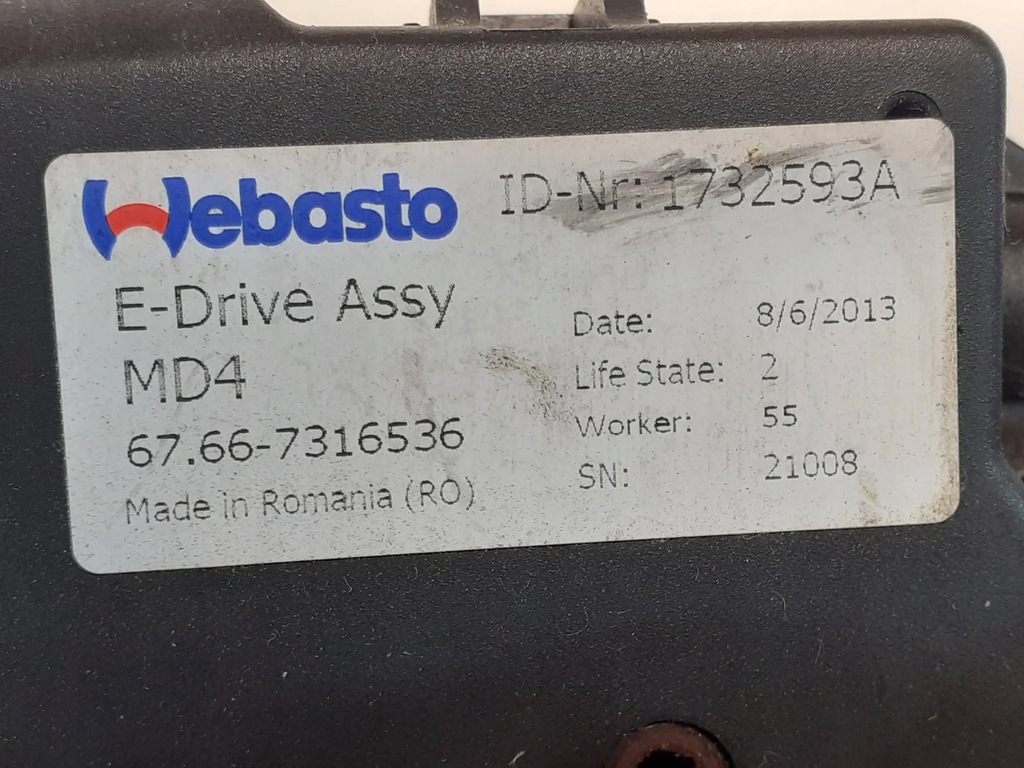 Webasto
ID-Nr: 1732593A
E-Drive Assy
MD4
67.66-7316536
Made in Romania (RO)
Date: 8/6/2013
Life State: 2
Worker: 55
SN: 21008